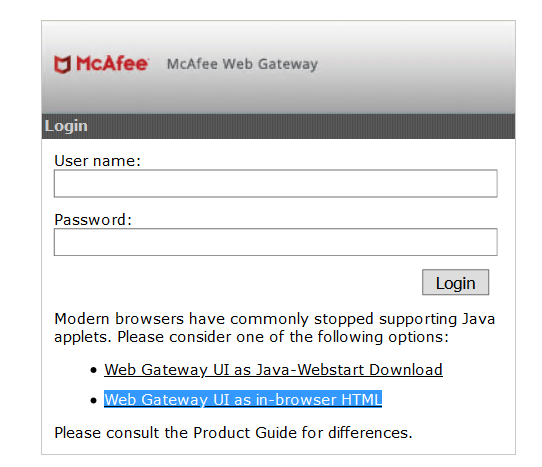 McAfee McAfee Web Gateway
Login
User name:
Password:
Login
Modern browsers have commonly stopped supporting Java
applets. Please consider one of the following options:
• Web Gateway UI as Java-Webstart Download
• Web Gateway UI as in-browser HTML
Please consult the Product Guide for differences.